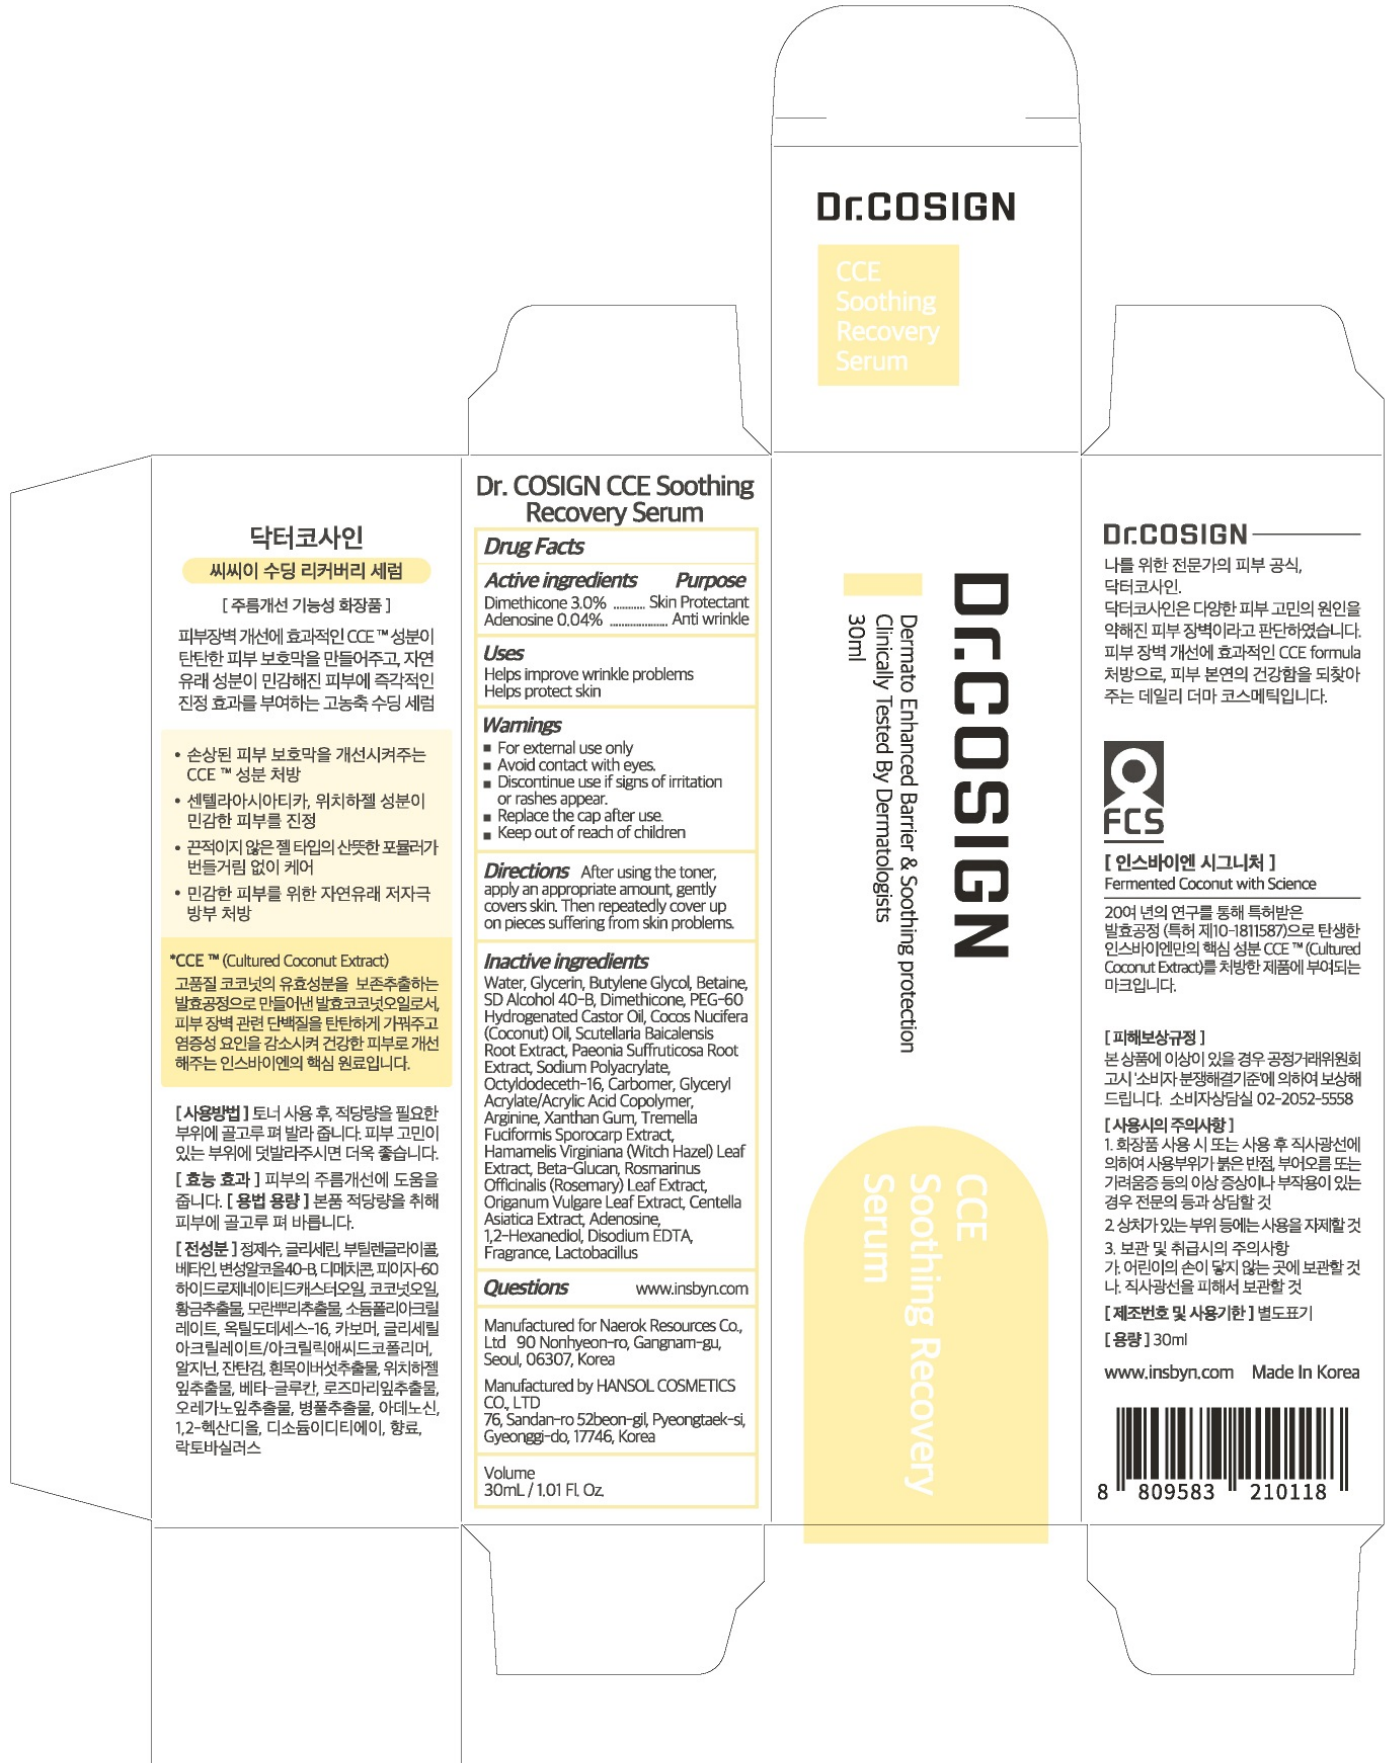 Dr.COSIGN
CCE
Soothing
Recovery
Serum
닥터코사인
씨씨이 수딩 리커버리 세럼
[ 주름개선 기능성 화장품 ]
피부장벽 개선에 효과적인 CCE ™ 성분이
탄탄한 피부 보호막을 만들어주고, 자연
유래 성분이 민감해진 피부에 즉각적인
진정 효과를 부여하는 고농축 수딩 세럼
• 손상된 피부 보호막을 개선시켜주는
CCE ™ 성분 처방
• 센텔라아시아티카, 위치하젤 성분이
민감한 피부를 진정
• 끈적이지 않은 젤 타입의 산뜻한 포뮬러가
번들거림 없이 케어
• 민감한 피부를 위한 자연유래 저자극
방부 처방
*CCE ™ (Cultured Coconut Extract)
고품질 코코넛의 유효성분을 보존추출하는
발효공정으로 만들어낸 발효코코넛오일로서,
피부 장벽 관련 단백질을 탄탄하게 가꿔주고
염증성 요인을 감소시켜 건강한 피부로 개선
해주는 인스바이엔의 핵심 원료입니다.
[ 사용방법 ] 토너 사용 후, 적당량을 필요한
부위에 골고루 펴 발라 줍니다. 피부 고민이
있는 부위에 덧발라주시면 더욱 좋습니다.
[ 효능 효과 ] 피부의 주름개선에 도움을
줍니다. [ 용법 용량 ] 본품 적당량을 취해
피부에 골고루 펴 바릅니다.
[ 전성분 ] 정제수, 글리세린, 부틸렌글라이콜,
베타인, 변성알코올40-B, 디메치콘, 피이지-60
하이드로제네이티드캐스터오일, 코코넛오일,
황금추출물, 모란뿌리추출물, 소듐폴리아크릴
레이트, 옥틸도데세스-16, 카보머, 글리세릴
아크릴레이트/아크릴릭애씨드코폴리머,
알지닌, 잔탄검, 흰목이버섯추출물, 위치하젤
잎추출물, 베타-글루칸, 로즈마리잎추출물,
오레가노잎추출물, 병풀추출물, 아데노신,
1,2-헥산디올, 디소듐이디티에이, 향료,
락토바실러스
Dr. COSIGN CCE Soothing
Recovery Serum
Drug Facts
Active ingredients Purpose
Dimethicone 3.0% ........... Skin Protectant
Adenosine 0.04% .................... Anti wrinkle
Uses
Helps improve wrinkle problems
Helps protect skin
Warnings
■ For external use only
■ Avoid contact with eyes.
■ Discontinue use if signs of irritation
or rashes appear.
■ Replace the cap after use.
■ Keep out of reach of children
Directions After using the toner,
apply an appropriate amount, gently
covers skin. Then repeatedly cover up
on pieces suffering from skin problems.
Inactive ingredients
Water, Glycerin, Butylene Glycol, Betaine,
SD Alcohol 40-B, Dimethicone, PEG-60
Hydrogenated Castor Oil, Cocos Nucifera
(Coconut) Oil, Scutellaria Baicalensis
Root Extract, Paeonia Suffruticosa Root
Extract, Sodium Polyacrylate,
Octyldodeceth-16, Carbomer, Glyceryl
Acrylate/Acrylic Acid Copolymer,
Arginine, Xanthan Gum, Tremella
Fuciformis Sporocarp Extract,
Hamamelis Virginiana (Witch Hazel) Leaf
Extract, Beta-Glucan, Rosmarinus
Officinalis (Rosemary) Leaf Extract,
Origanum Vulgare Leaf Extract, Centella
Asiatica Extract, Adenosine,
1,2-Hexanediol, Disodium EDTA,
Fragrance, Lactobacillus
Questions www.insbyn.com
Manufactured for Naerok Resources Co.,
Ltd 90 Nonhyeon-ro, Gangnam-gu,
Seoul, 06307, Korea
Manufactured by HANSOL COSMETICS
CO., LTD
76, Sandan-ro 52beon-gil, Pyeongtaek-si,
Gyeonggi-do, 17746, Korea
Volume
30mL / 1.01 Fl. Oz.
Dr.COSIGN
Dermato Enhanced Barrier & Soothing protection
Clinically Tested By Dermatologists
30ml
CCE
Soothing Recovery
Serum
Dr.COSIGN
나를 위한 전문가의 피부 공식,
닥터코사인.
닥터코사인은 다양한 피부 고민의 원인을
약해진 피부 장벽이라고 판단하였습니다.
피부 장벽 개선에 효과적인 CCE formula
처방으로, 피부 본연의 건강함을 되찾아
주는 데일리 더마 코스메틱입니다.
FCS
[ 인스바이엔 시그니처 ]
Fermented Coconut with Science
20여 년의 연구를 통해 특허받은
발효공정 (특허 제10-1811587)으로 탄생한
인스바이엔만의 핵심 성분 CCE ™ (Cultured
Coconut Extract)를 처방한 제품에 부여되는
마크입니다.
[ 피해보상규정 ]
본 상품에 이상이 있을 경우 공정거래위원회
고시 '소비자 분쟁해결기준'에 의하여 보상해
드립니다. 소비자상담실 02-2052-5558
[ 사용시의 주의사항 ]
1. 화장품 사용 시 또는 사용 후 직사광선에
의하여 사용부위가 붉은 반점, 부어오름 또는
가려움증 등의 이상 증상이나 부작용이 있는
경우 전문의 등과 상담할 것
2. 상처가 있는 부위 등에는 사용을 자제할 것
3. 보관 및 취급시의 주의사항
가. 어린이의 손이 닿지 않는 곳에 보관할 것
나. 직사광선을 피해서 보관할 것
[ 제조번호 및 사용기한 ] 별도표기
[ 용량 ] 30ml
www.insbyn.com Made In Korea
8 809583 210118